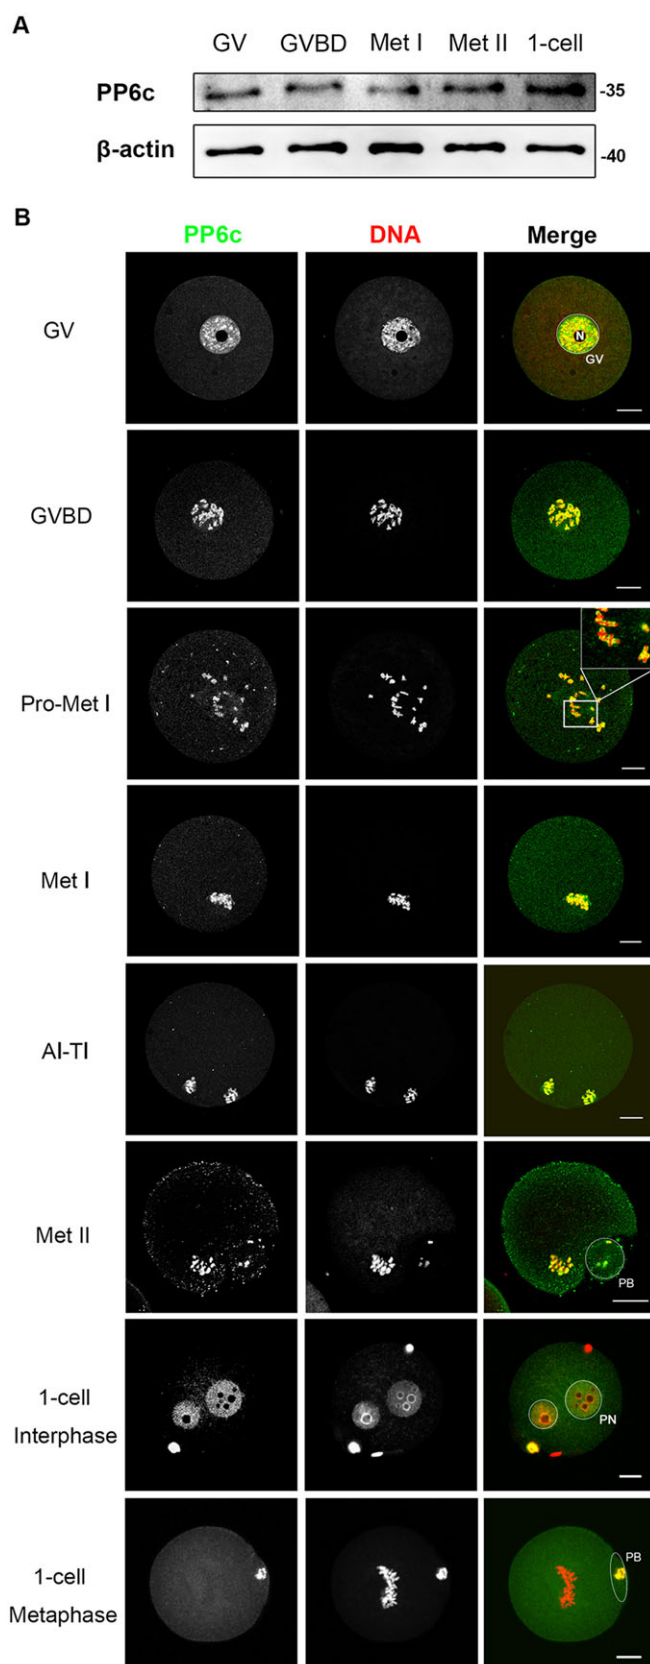 A
GV GVBD Met I Met II 1-cell
PP6c -35
β-actin -40
B
PP6c DNA Merge
GV
N
GV
GVBD
Pro-Met I
Met I
AI-TI
Met II
PB
1-cell
Interphase
PN
1-cell
Metaphase
PB